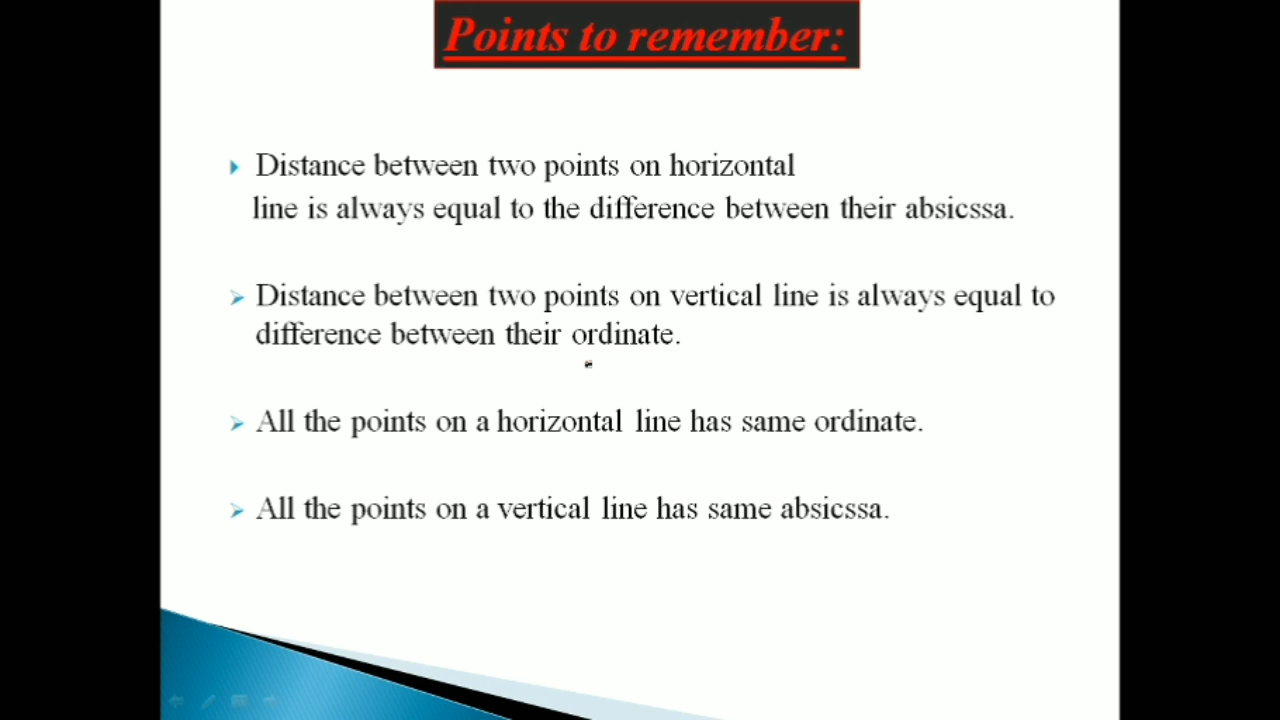 Points to remember:
Distance between two points on horizontal
line is always equal to the difference between their absicssa.
Distance between two points on vertical line is always equal to
difference between their ordinate.
All the points on a horizontal line has same ordinate.
All the points on a vertical line has same absicssa.